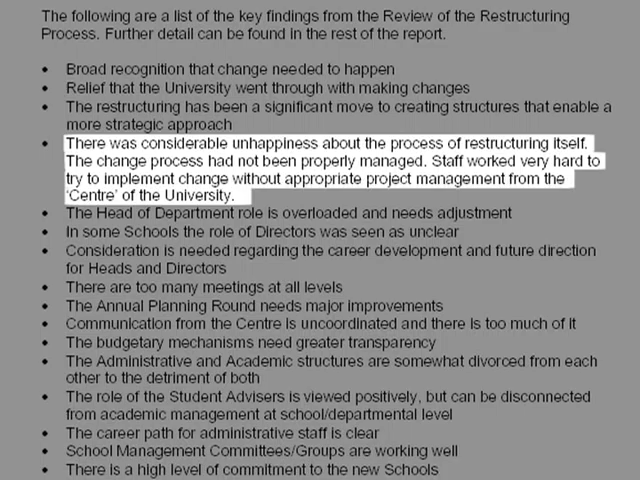 The following are a list of the key findings from the Review of the Restructuring
Process. Further detail can be found in the rest of the report.
• Broad recognition that change needed to happen
• Relief that the University went through with making changes
• The restructuring has been a significant move to creating structures that enable a
more strategic approach
• There was considerable unhappiness about the process of restructuring itself.
The change process had not been properly managed. Staff worked very hard to
try to implement change without appropriate project management from the
‘Centre’ of the University.
• The Head of Department role is overloaded and needs adjustment
• In some Schools the role of Directors was seen as unclear
• Consideration is needed regarding the career development and future direction
for Heads and Directors
• There are too many meetings at all levels
• The Annual Planning Round needs major improvements
• Communication from the Centre is uncoordinated and there is too much of it
• The budgetary mechanisms need greater transparency
• The Administrative and Academic structures are somewhat divorced from each
other to the detriment of both
• The role of the Student Advisers is viewed positively, but can be disconnected
from academic management at school/departmental level
• The career path for administrative staff is clear
• School Management Committees/Groups are working well
• There is a high level of commitment to the new Schools